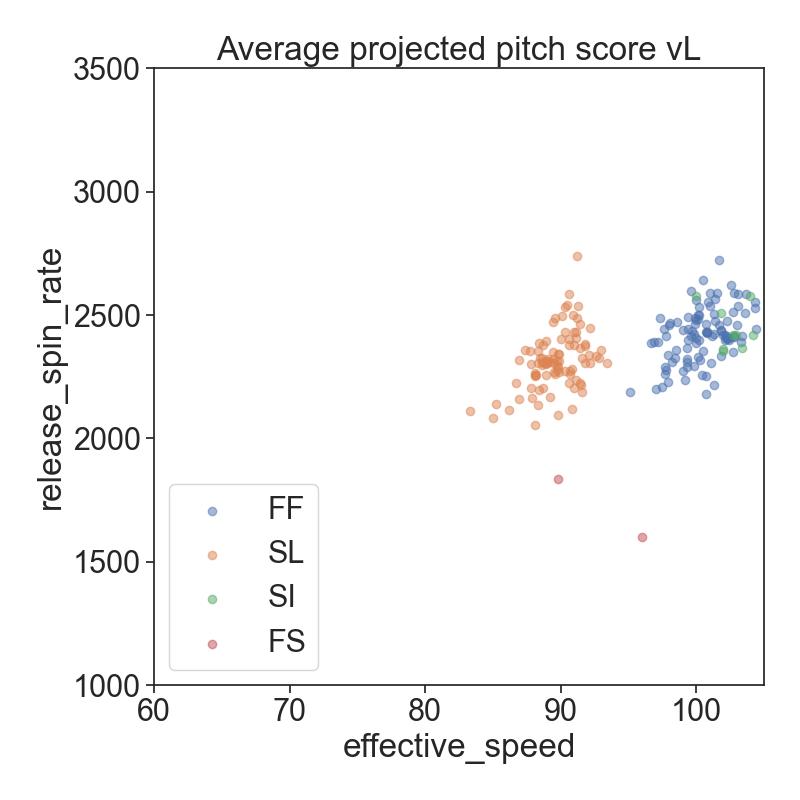 Average projected pitch score vL
3500
3000
2500
2000
1500
1000
release_spin_rate
FF
SL
SI
FS
60
70
80
90
100
effective_speed